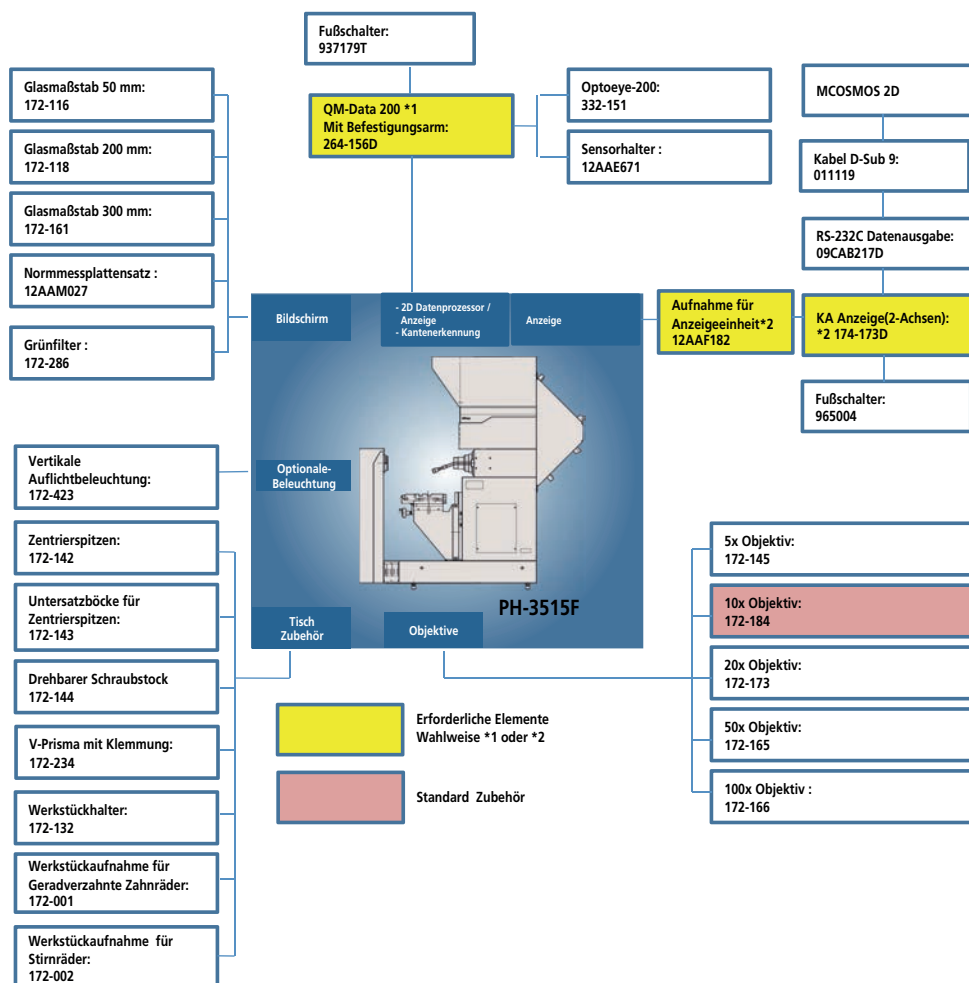 Fußschalter:
937179T
Glasmaßstab 50 mm:
172-116
Glasmaßstab 200 mm:
172-118
Glasmaßstab 300 mm:
172-161
Normmessplattensatz :
12AAM027
Grünfilter :
172-286
QM-Data 200 *1
Mit Befestigungsarm:
264-156D
Optoeye-200:
332-151
Sensorhalter :
12AAE671
MCOSMOS 2D
Kabel D-Sub 9:
011119
RS-232C Datenausgabe:
09CAB217D
Bildschirm
- 2D Datenprozessor /
Anzeige
- Kantenerkennung
Anzeige
Aufnahme für
Anzeigeeinheit*2
12AAF182
KA Anzeige(2-Achsen):
*2 174-173D
Fußschalter:
965004
Vertikale
Auflichtbeleuchtung:
172-423
Optionale-
Beleuchtung
Zentrierspitzen:
172-142
Untersatzböcke für
Zentrierspitzen:
172-143
Drehbarer Schraubstock
172-144
V-Prisma mit Klemmung:
172-234
Werkstückhalter:
172-132
Werkstückaufnahme für
Geradverzahnte Zahnräder:
172-001
Werkstückaufnahme für
Stirnräder:
172-002
Tisch
Zubehör
Objektive
PH-3515F
5x Objektiv:
172-145
10x Objektiv:
172-184
20x Objektiv:
172-173
50x Objektiv:
172-165
100x Objektiv :
172-166
Erforderliche Elemente
Wahlweise *1 oder *2
Standard Zubehör